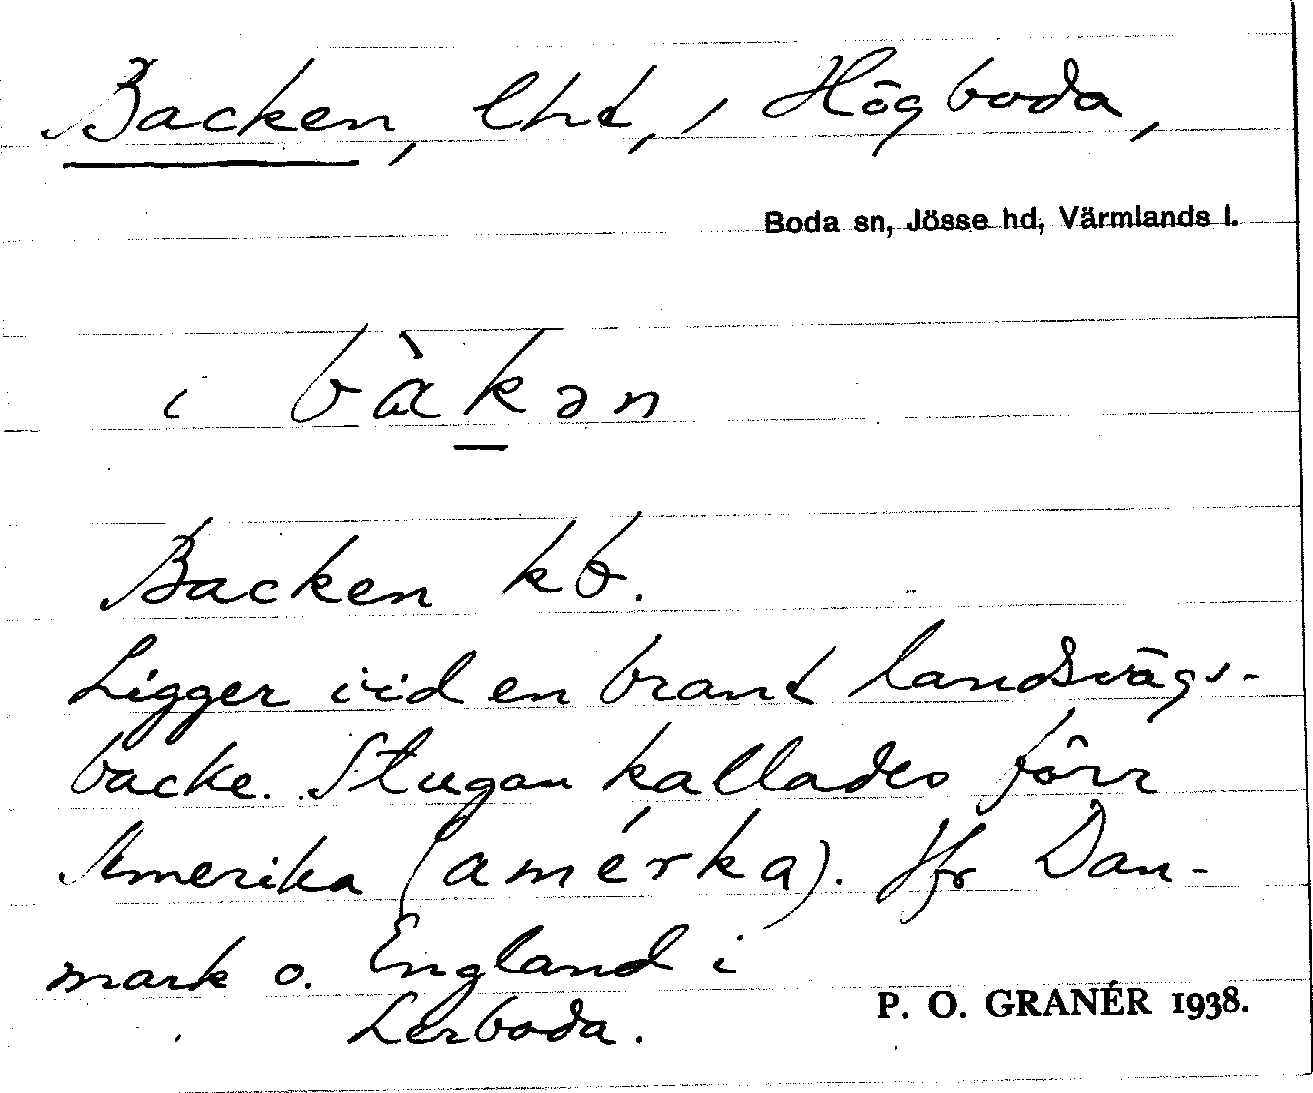 Backen, lht, i Högboda,
Boda sn, Jösse hd, Värmlands l.
i bàkən
Backen kb.
Ligger vid en brant landsvägs-
backe. Stugan kallades förr
Amerika (amérka). Jfr Dan-
mark o. England i
Lerboda.
P. O. GRANÉR 1938.